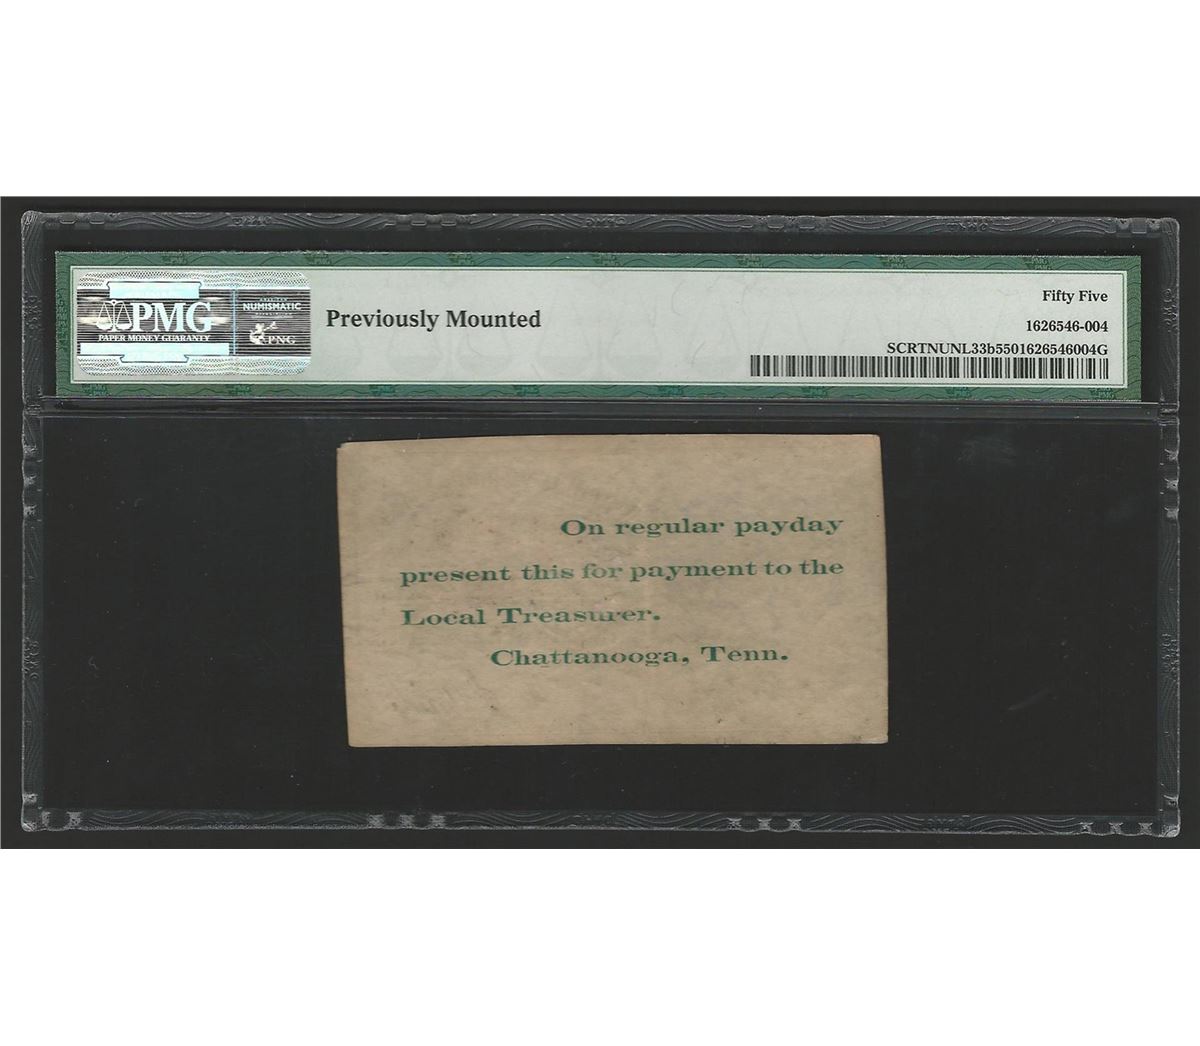 PMG
PAPER MONEY GUARANTY
NUMISMATIC
PNG
Previously Mounted
Fifty Five
1626546-004
SCRTNUNL33b5501626546004G
On regular payday
present this for payment to the
Local Treasurer.
Chattanooga, Tenn.